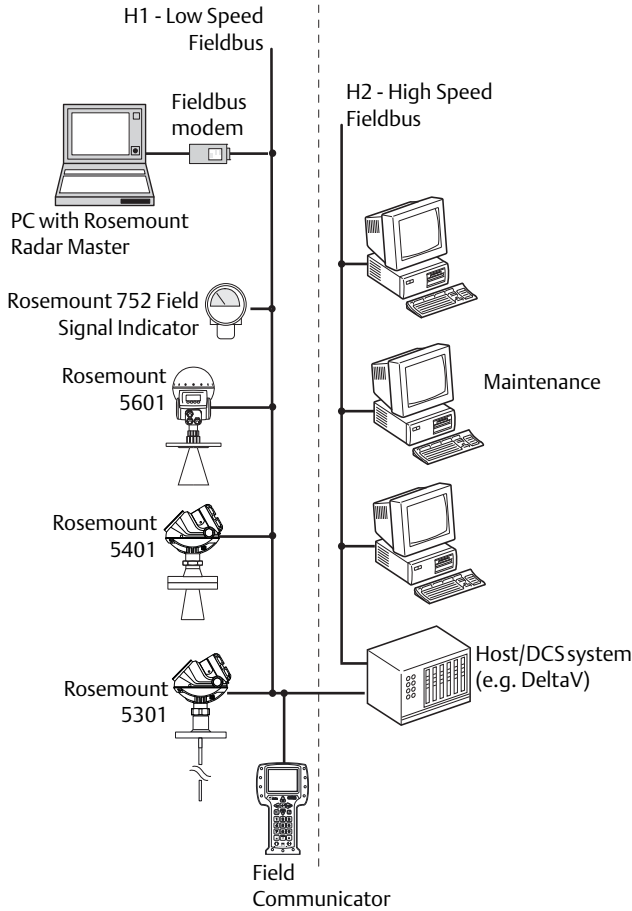 H1 - Low Speed
Fieldbus
H2 - High Speed
Fieldbus
Fieldbus
modem
PC with Rosemount
Radar Master
Rosemount 752 Field
Signal Indicator
Rosemount
5601
Maintenance
Rosemount
5401
Host/DCS system
(e.g. DeltaV)
Rosemount
5301
Field
Communicator